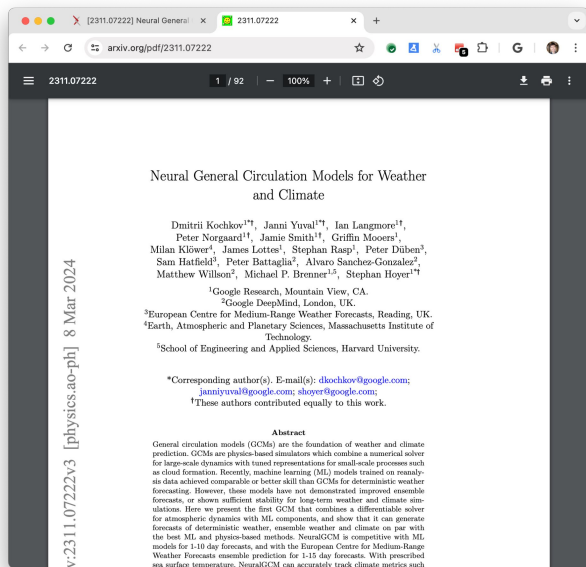 [2311.07222] Neural General
2311.07222
arxiv.org/pdf/2311.07222
5
G
2311.07222
1 / 92
100%
Neural General Circulation Models for Weather
and Climate
Dmitrii Kochkov1*†, Janni Yuval1*†, Ian Langmore1†,
Peter Norgaard1†, Jamie Smith1†, Griffin Mooers1,
Milan Klöwer4, James Lottes1, Stephan Rasp1, Peter Düben3,
Sam Hatfield3, Peter Battaglia2, Alvaro Sanchez-Gonzalez2,
Matthew Willson2, Michael P. Brenner1,5, Stephan Hoyer1*†
1Google Research, Mountain View, CA.
2Google DeepMind, London, UK.
3European Centre for Medium-Range Weather Forecasts, Reading, UK.
4Earth, Atmospheric and Planetary Sciences, Massachusetts Institute of
Technology.
5School of Engineering and Applied Sciences, Harvard University.
*Corresponding author(s). E-mail(s): dkochkov@google.com;
janniyuval@google.com; shoyer@google.com;
†These authors contributed equally to this work.
Abstract
General circulation models (GCMs) are the foundation of weather and climate
prediction. GCMs are physics-based simulators which combine a numerical solver
for large-scale dynamics with tuned representations for small-scale processes such
as cloud formation. Recently, machine learning (ML) models trained on reanaly-
sis data achieved comparable or better skill than GCMs for deterministic weather
forecasting. However, these models have not demonstrated improved ensemble
forecasts, or shown sufficient stability for long-term weather and climate sim-
ulations. Here we present the first GCM that combines a differentiable solver
for atmospheric dynamics with ML components, and show that it can generate
forecasts of deterministic weather, ensemble weather and climate on par with
the best ML and physics-based methods. NeuralGCM is competitive with ML
models for 1-10 day forecasts, and with the European Centre for Medium-Range
Weather Forecasts ensemble prediction for 1-15 day forecasts. With prescribed
sea surface temperature, NeuralGCM can accurately track climate metrics such
v:2311.07222v3 [physics.ao-ph] 8 Mar 2024